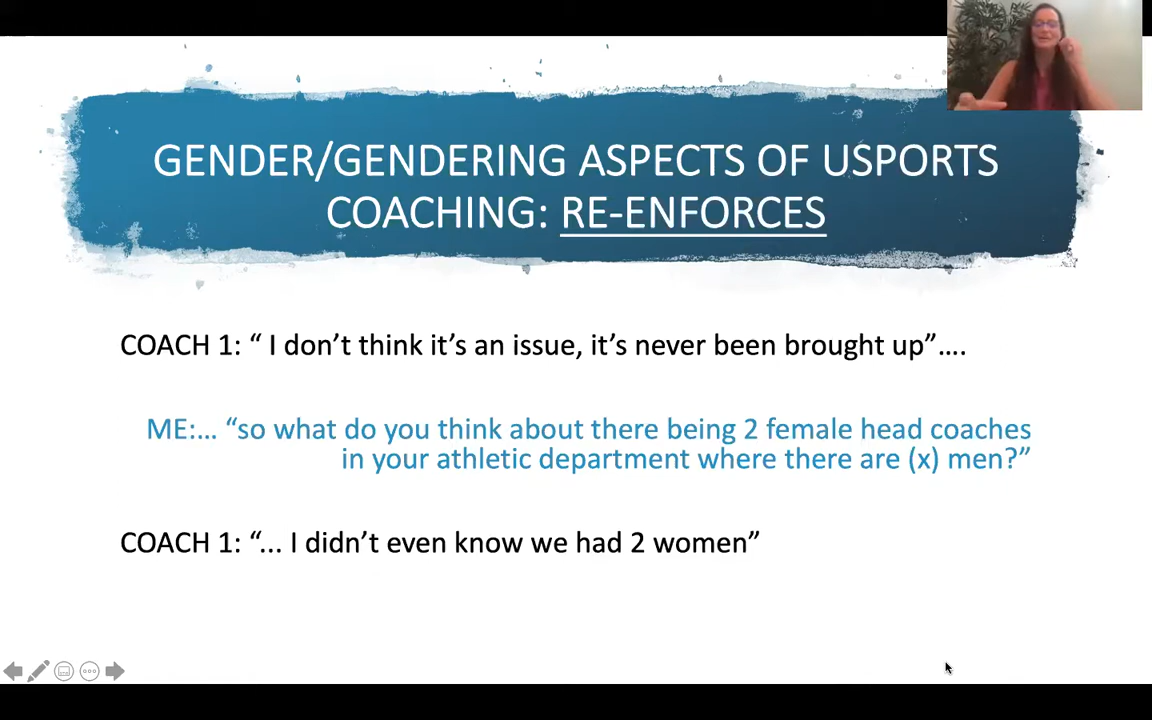 GENDER/GENDERING ASPECTS OF USPORTS
COACHING: RE-ENFORCES
COACH 1: “ I don’t think it’s an issue, it’s never been brought up”….
ME:… “so what do you think about there being 2 female head coaches
in your athletic department where there are (x) men?”
COACH 1: “... I didn’t even know we had 2 women”